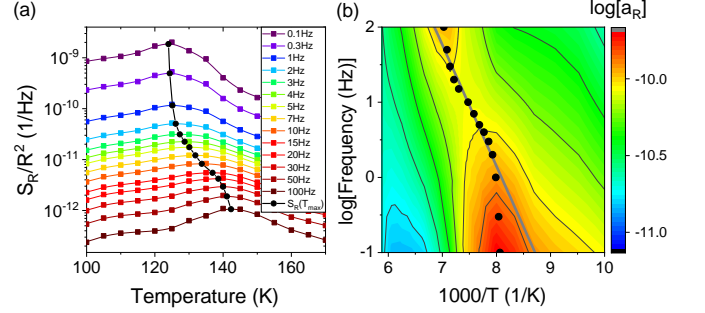 (a)
S_R/R² (1/Hz)
10⁻⁹
10⁻¹⁰
10⁻¹¹
10⁻¹²
100
120
140
160
Temperature (K)
0.1Hz
0.3Hz
1Hz
2Hz
3Hz
4Hz
5Hz
7Hz
10Hz
15Hz
20Hz
30Hz
50Hz
100Hz
S_R(T_max)
(b)
log[Frequency (Hz)]
2
1
0
-1
6
7
8
9
10
1000/T (1/K)
log[a_R]
-10.0
-10.5
-11.0